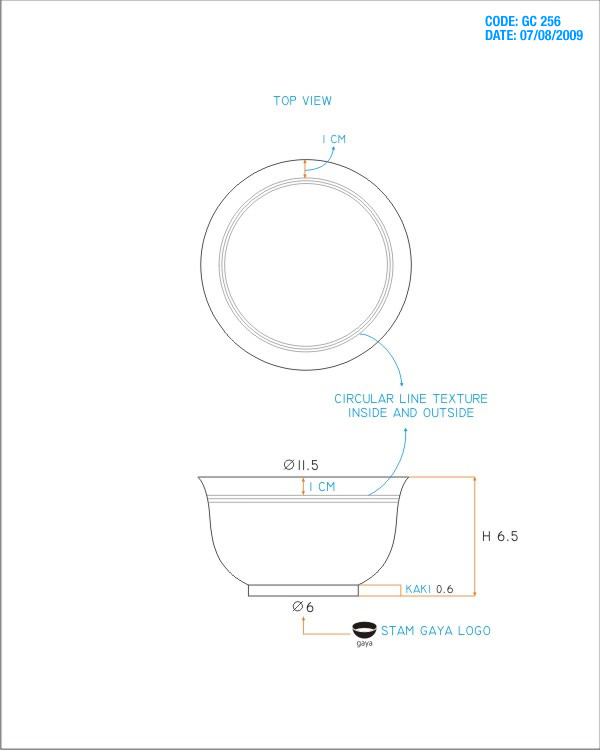 CODE: GC 256
DATE: 07/08/2009
TOP VIEW
1 CM
CIRCULAR LINE TEXTURE
INSIDE AND OUTSIDE
Ø11.5
1 CM
H 6.5
KAKI 0.6
Ø6
STAM GAYA LOGO
gaya